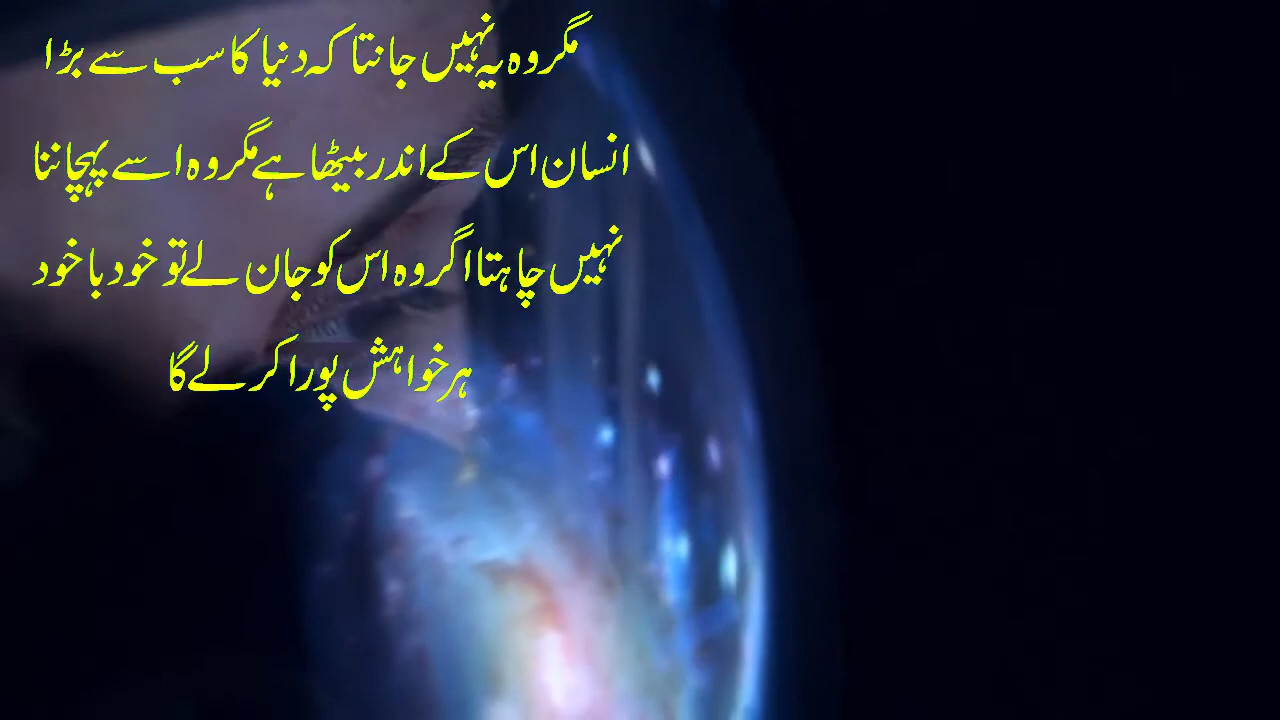 مگر وہ یہ نہیں جانتا کہ دنیا کا سب سے بڑا
انسان اس کے اندر بیٹھا ہے مگر وہ اسے پہچاننا
نہیں چاہتا اگر وہ اس کو جان لے تو خود با خود
ہر خواہش پورا کر لے گا